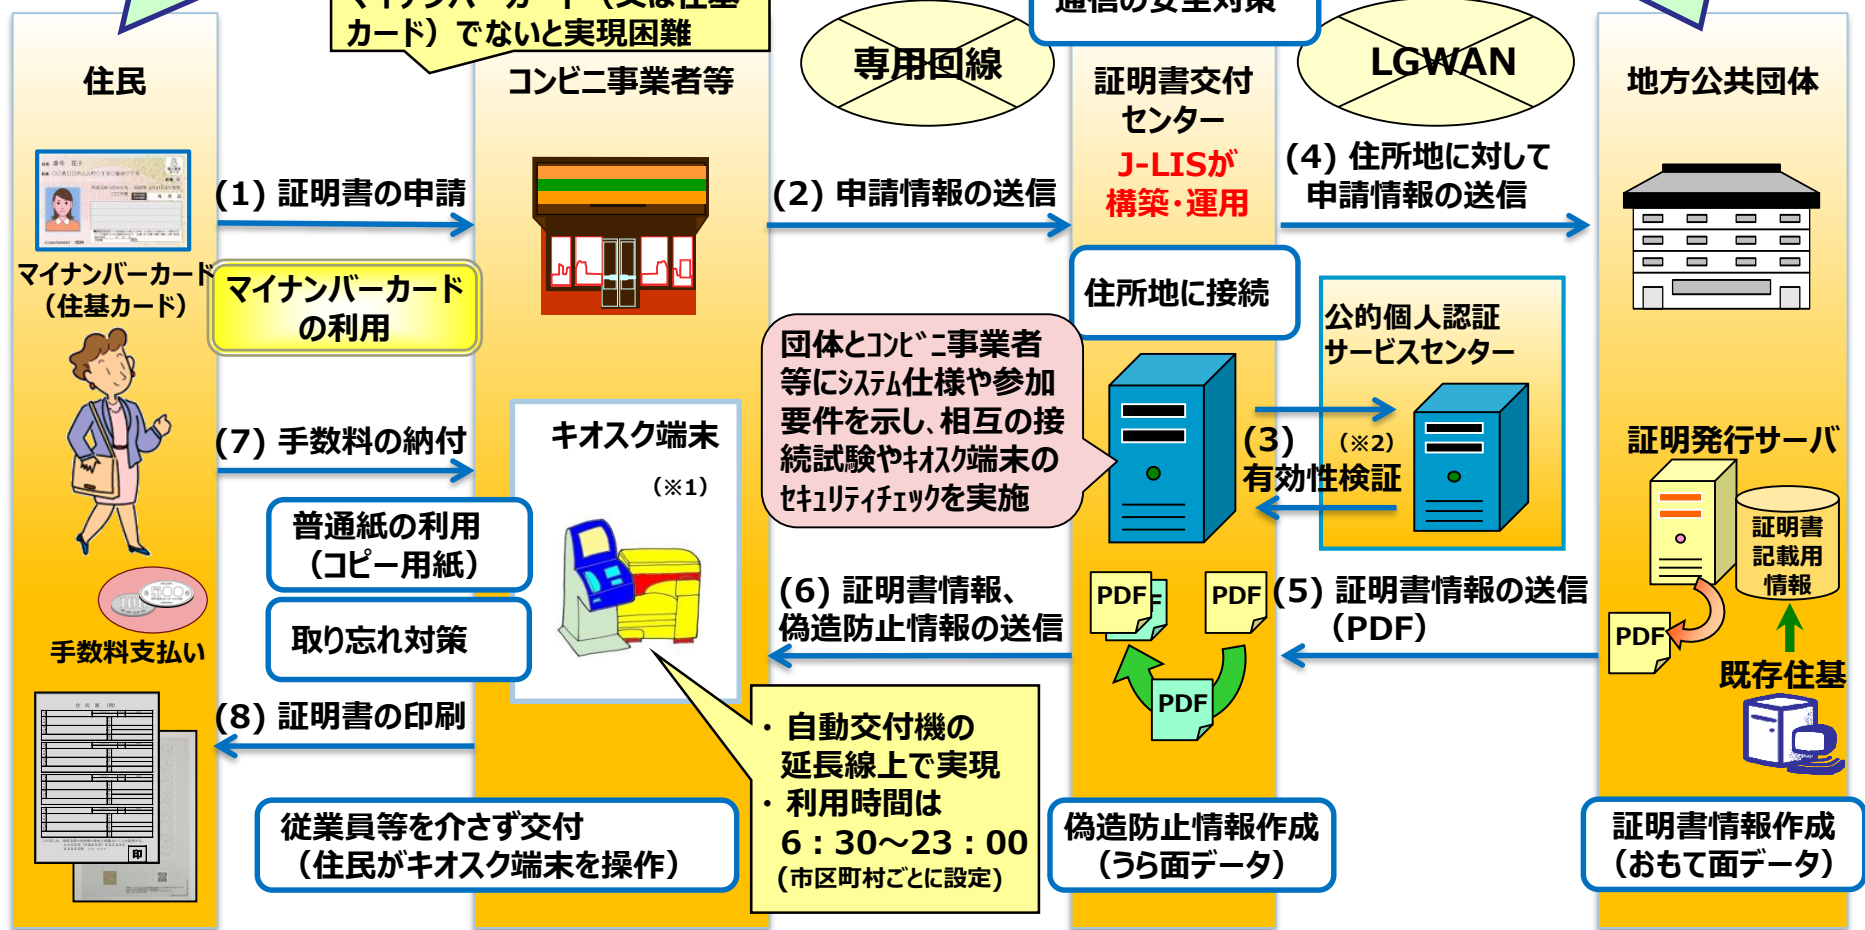 マイナンバーカード（又は住基
カード）でないと実現困難
通信の安全対策
住民
コンビニ事業者等
専用回線
証明書交付
センター
J-LISが
構築・運用
LGWAN
地方公共団体
(1) 証明書の申請
(2) 申請情報の送信
(4) 住所地に対して
申請情報の送信
マイナンバーカード
（住基カード）
マイナンバーカード
の利用
住所地に接続
公的個人認証
サービスセンター
団体とｺﾝﾋﾞﾆ事業者
等にｼｽﾃﾑ仕様や参加
要件を示し、相互の接
続試験やｷｵｽｸ端末の
ｾｷｭﾘﾃｨﾁｪｯｸを実施
(3)
（※2）
有効性検証
(7) 手数料の納付
キオスク端末
（※1）
証明発行サーバ
証明書
記載用
情報
普通紙の利用
（コピー用紙）
取り忘れ対策
手数料支払い
(6) 証明書情報、
偽造防止情報の送信
PDF
PDF
PDF
(5) 証明書情報の送信
（PDF）
PDF
既存住基
(8) 証明書の印刷
・ 自動交付機の
延長線上で実現
・ 利用時間は
6：30～23：00
(市区町村ごとに設定)
従業員等を介さず交付
（住民がキオスク端末を操作）
偽造防止情報作成
（うら面データ）
証明書情報作成
（おもて面データ）
印